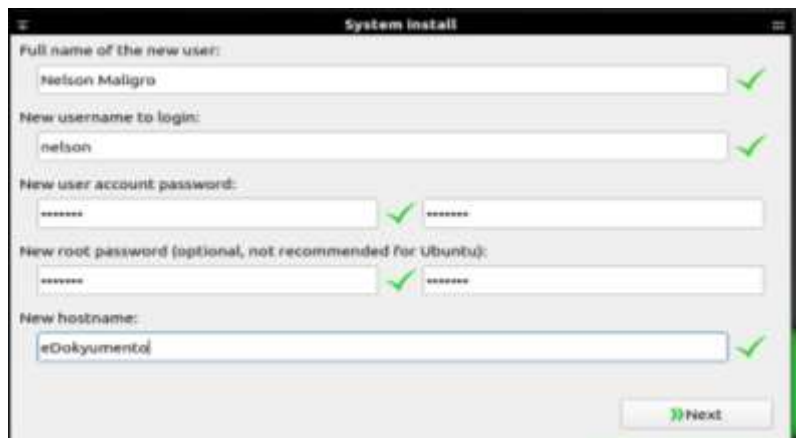 System Install
Full name of the new user:
Nelson Maligro
New username to login:
nelson
New user account password:
••••••• •••••••
New root password (optional, not recommended for Ubuntu):
••••••• •••••••
New hostname:
eDokyumento
Next